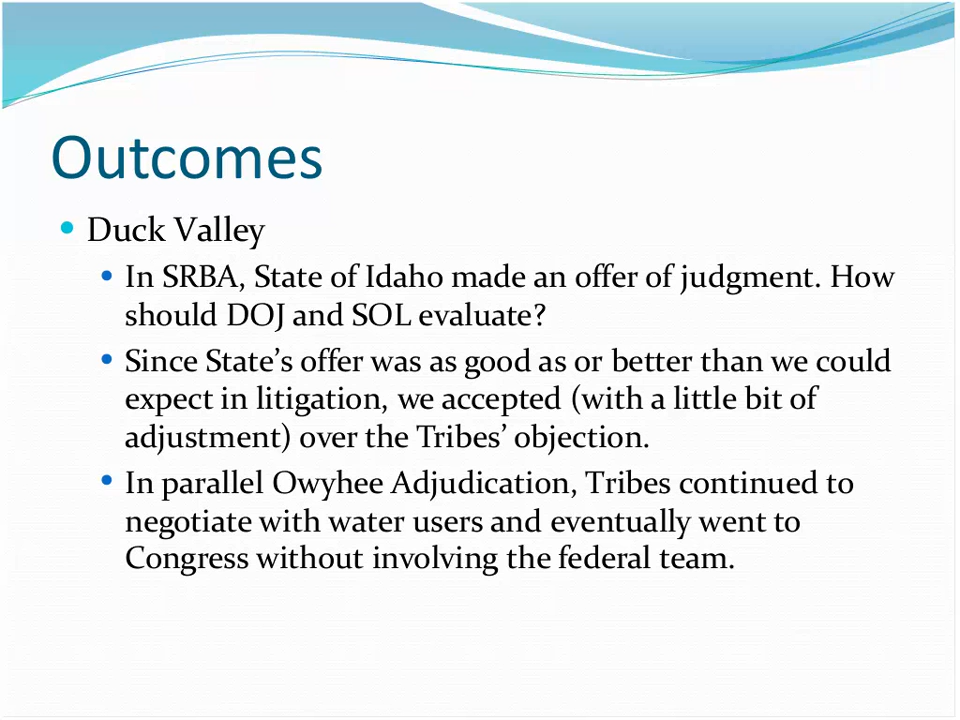 Outcomes
• Duck Valley
• In SRBA, State of Idaho made an offer of judgment. How
should DOJ and SOL evaluate?
• Since State’s offer was as good as or better than we could
expect in litigation, we accepted (with a little bit of
adjustment) over the Tribes’ objection.
• In parallel Owyhee Adjudication, Tribes continued to
negotiate with water users and eventually went to
Congress without involving the federal team.